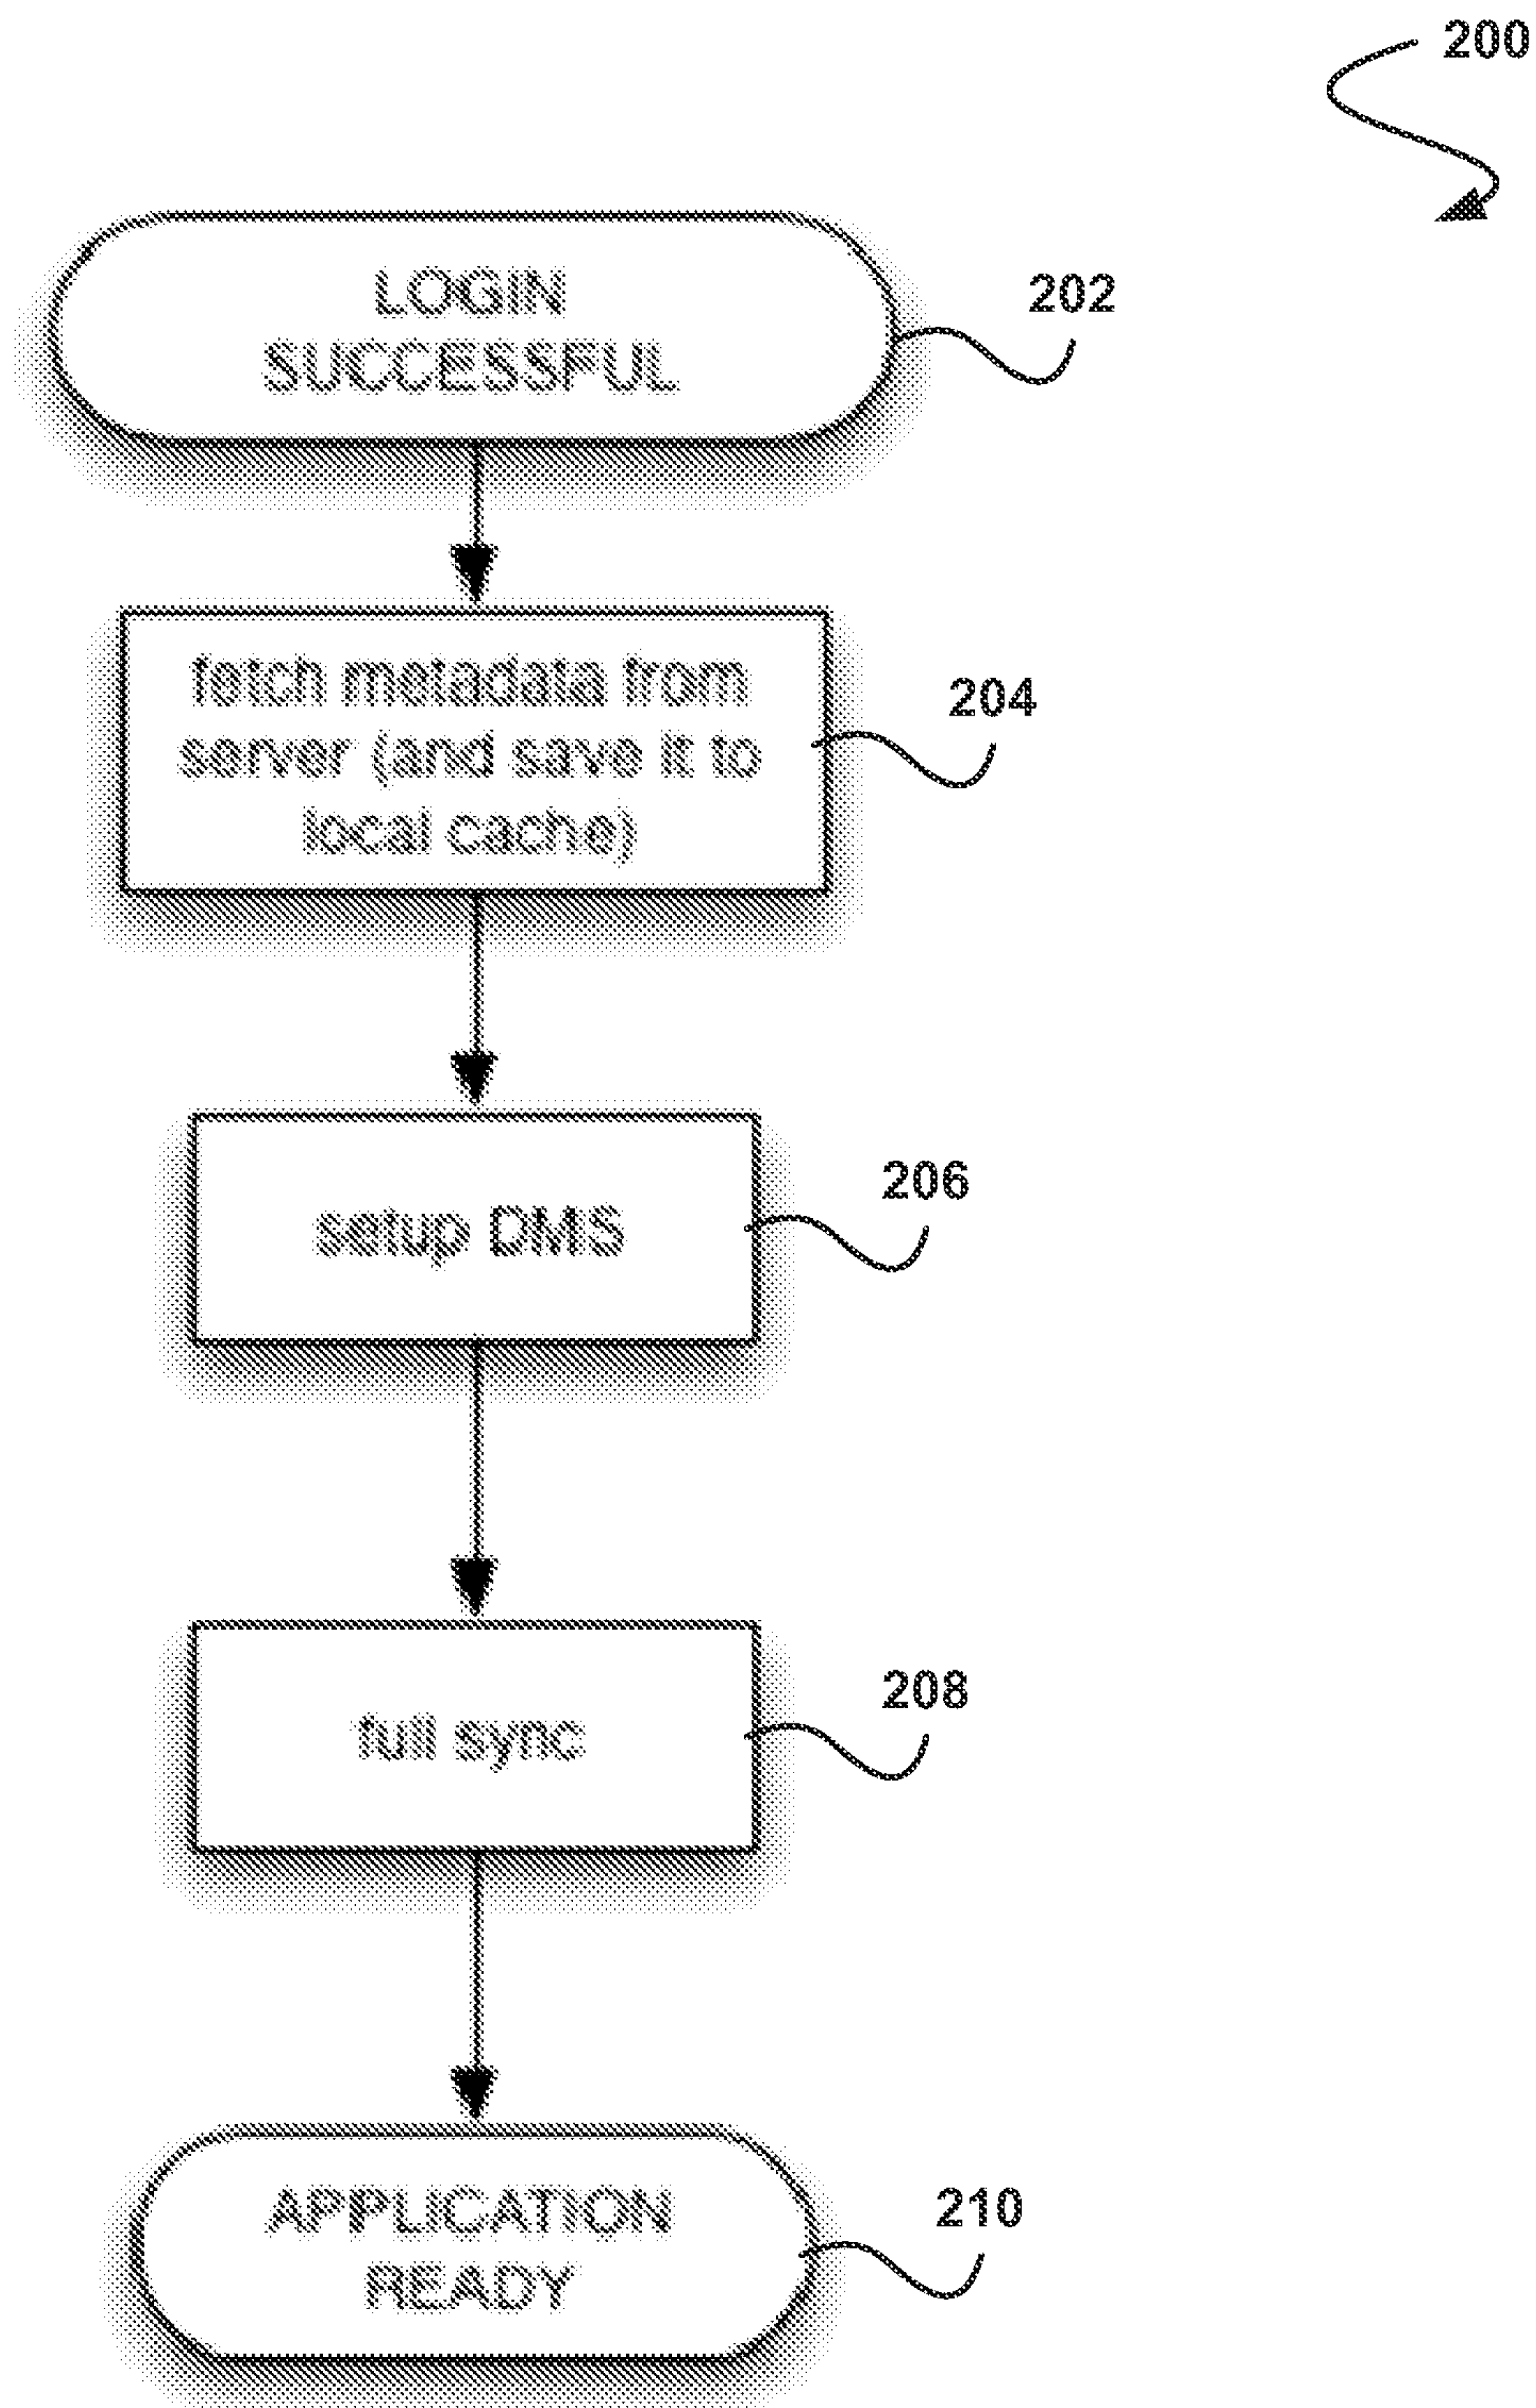 200
LOGIN
SUCCESSFUL
202
fetch metadata from
server (and save it to
local cache)
204
setup DMS
206
full sync
208
APPLICATION
READY
210